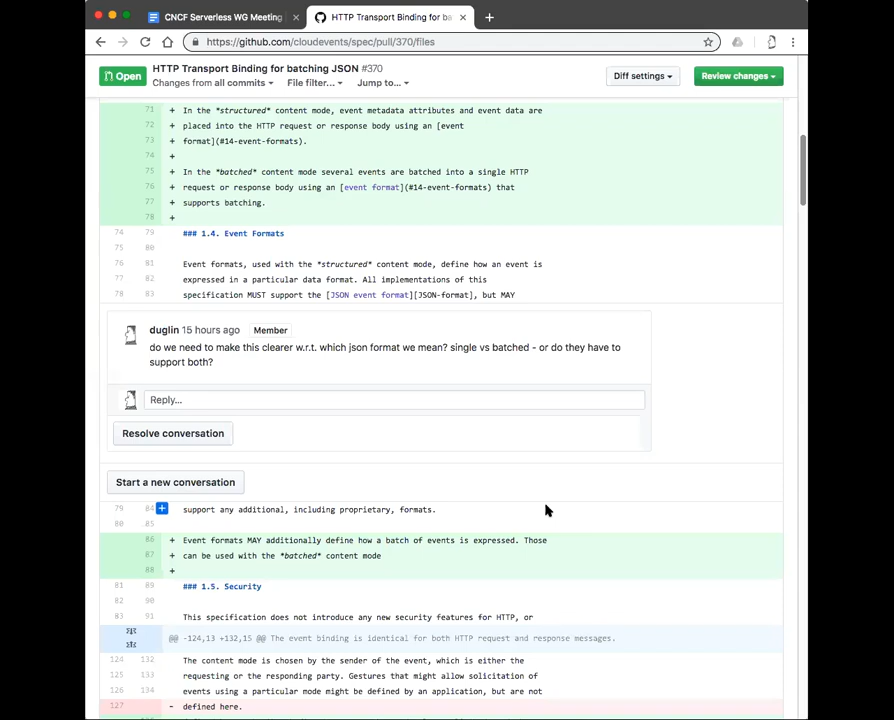 CNCF Serverless WG Meeting
HTTP Transport Binding for ba
https://github.com/cloudevents/spec/pull/370/files
Open
HTTP Transport Binding for batching JSON #370
Changes from all commits
File filter...
Jump to...
Diff settings
Review changes
71 + In the *structured* content mode, event metadata attributes and event data are
72 + placed into the HTTP request or response body using an [event
73 + format](#14-event-formats).
74 +
75 + In the *batched* content mode several events are batched into a single HTTP
76 + request or response body using an [event format](#14-event-formats) that
77 + supports batching.
78 +
74 79 ### 1.4. Event Formats
75 80
76 81 Event formats, used with the *structured* content mode, define how an event is
77 82 expressed in a particular data format. All implementations of this
78 83 specification MUST support the [JSON event format][JSON-format], but MAY
duglin 15 hours ago Member
do we need to make this clearer w.r.t. which json format we mean? single vs batched - or do they have to
support both?
Reply...
Resolve conversation
Start a new conversation
79 84 + support any additional, including proprietary, formats.
80 85
86 + Event formats MAY additionally define how a batch of events is expressed. Those
87 + can be used with the *batched* content mode
88 +
81 89 ### 1.5. Security
82 90
83 91 This specification does not introduce any new security features for HTTP, or
@@ -124,13 +132,15 @@ The event binding is identical for both HTTP request and response messages.
124 132 The content mode is chosen by the sender of the event, which is either the
125 133 requesting or the responding party. Gestures that might allow solicitation of
126 134 events using a particular mode might be defined by an application, but are not
127 - defined here.